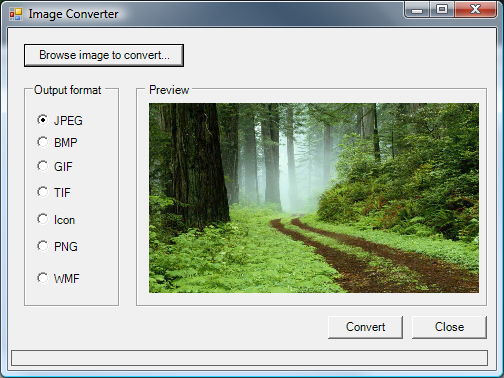 Image Converter
Browse image to convert...
Output format
Preview
JPEG
BMP
GIF
TIF
Icon
PNG
WMF
Convert
Close